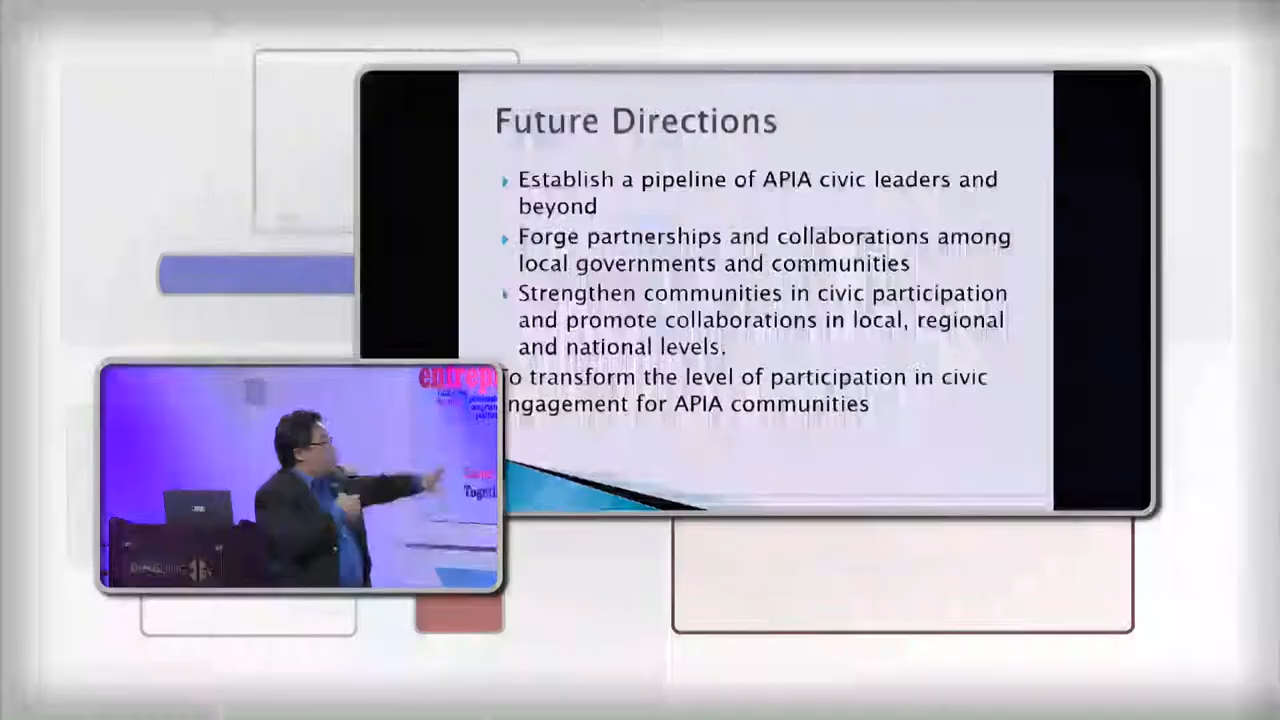 Future Directions
Establish a pipeline of APIA civic leaders and
beyond
Forge partnerships and collaborations among
local governments and communities
Strengthen communities in civic participation
and promote collaborations in local, regional
and national levels.
o transform the level of participation in civic
ngagement for APIA communities
entrep